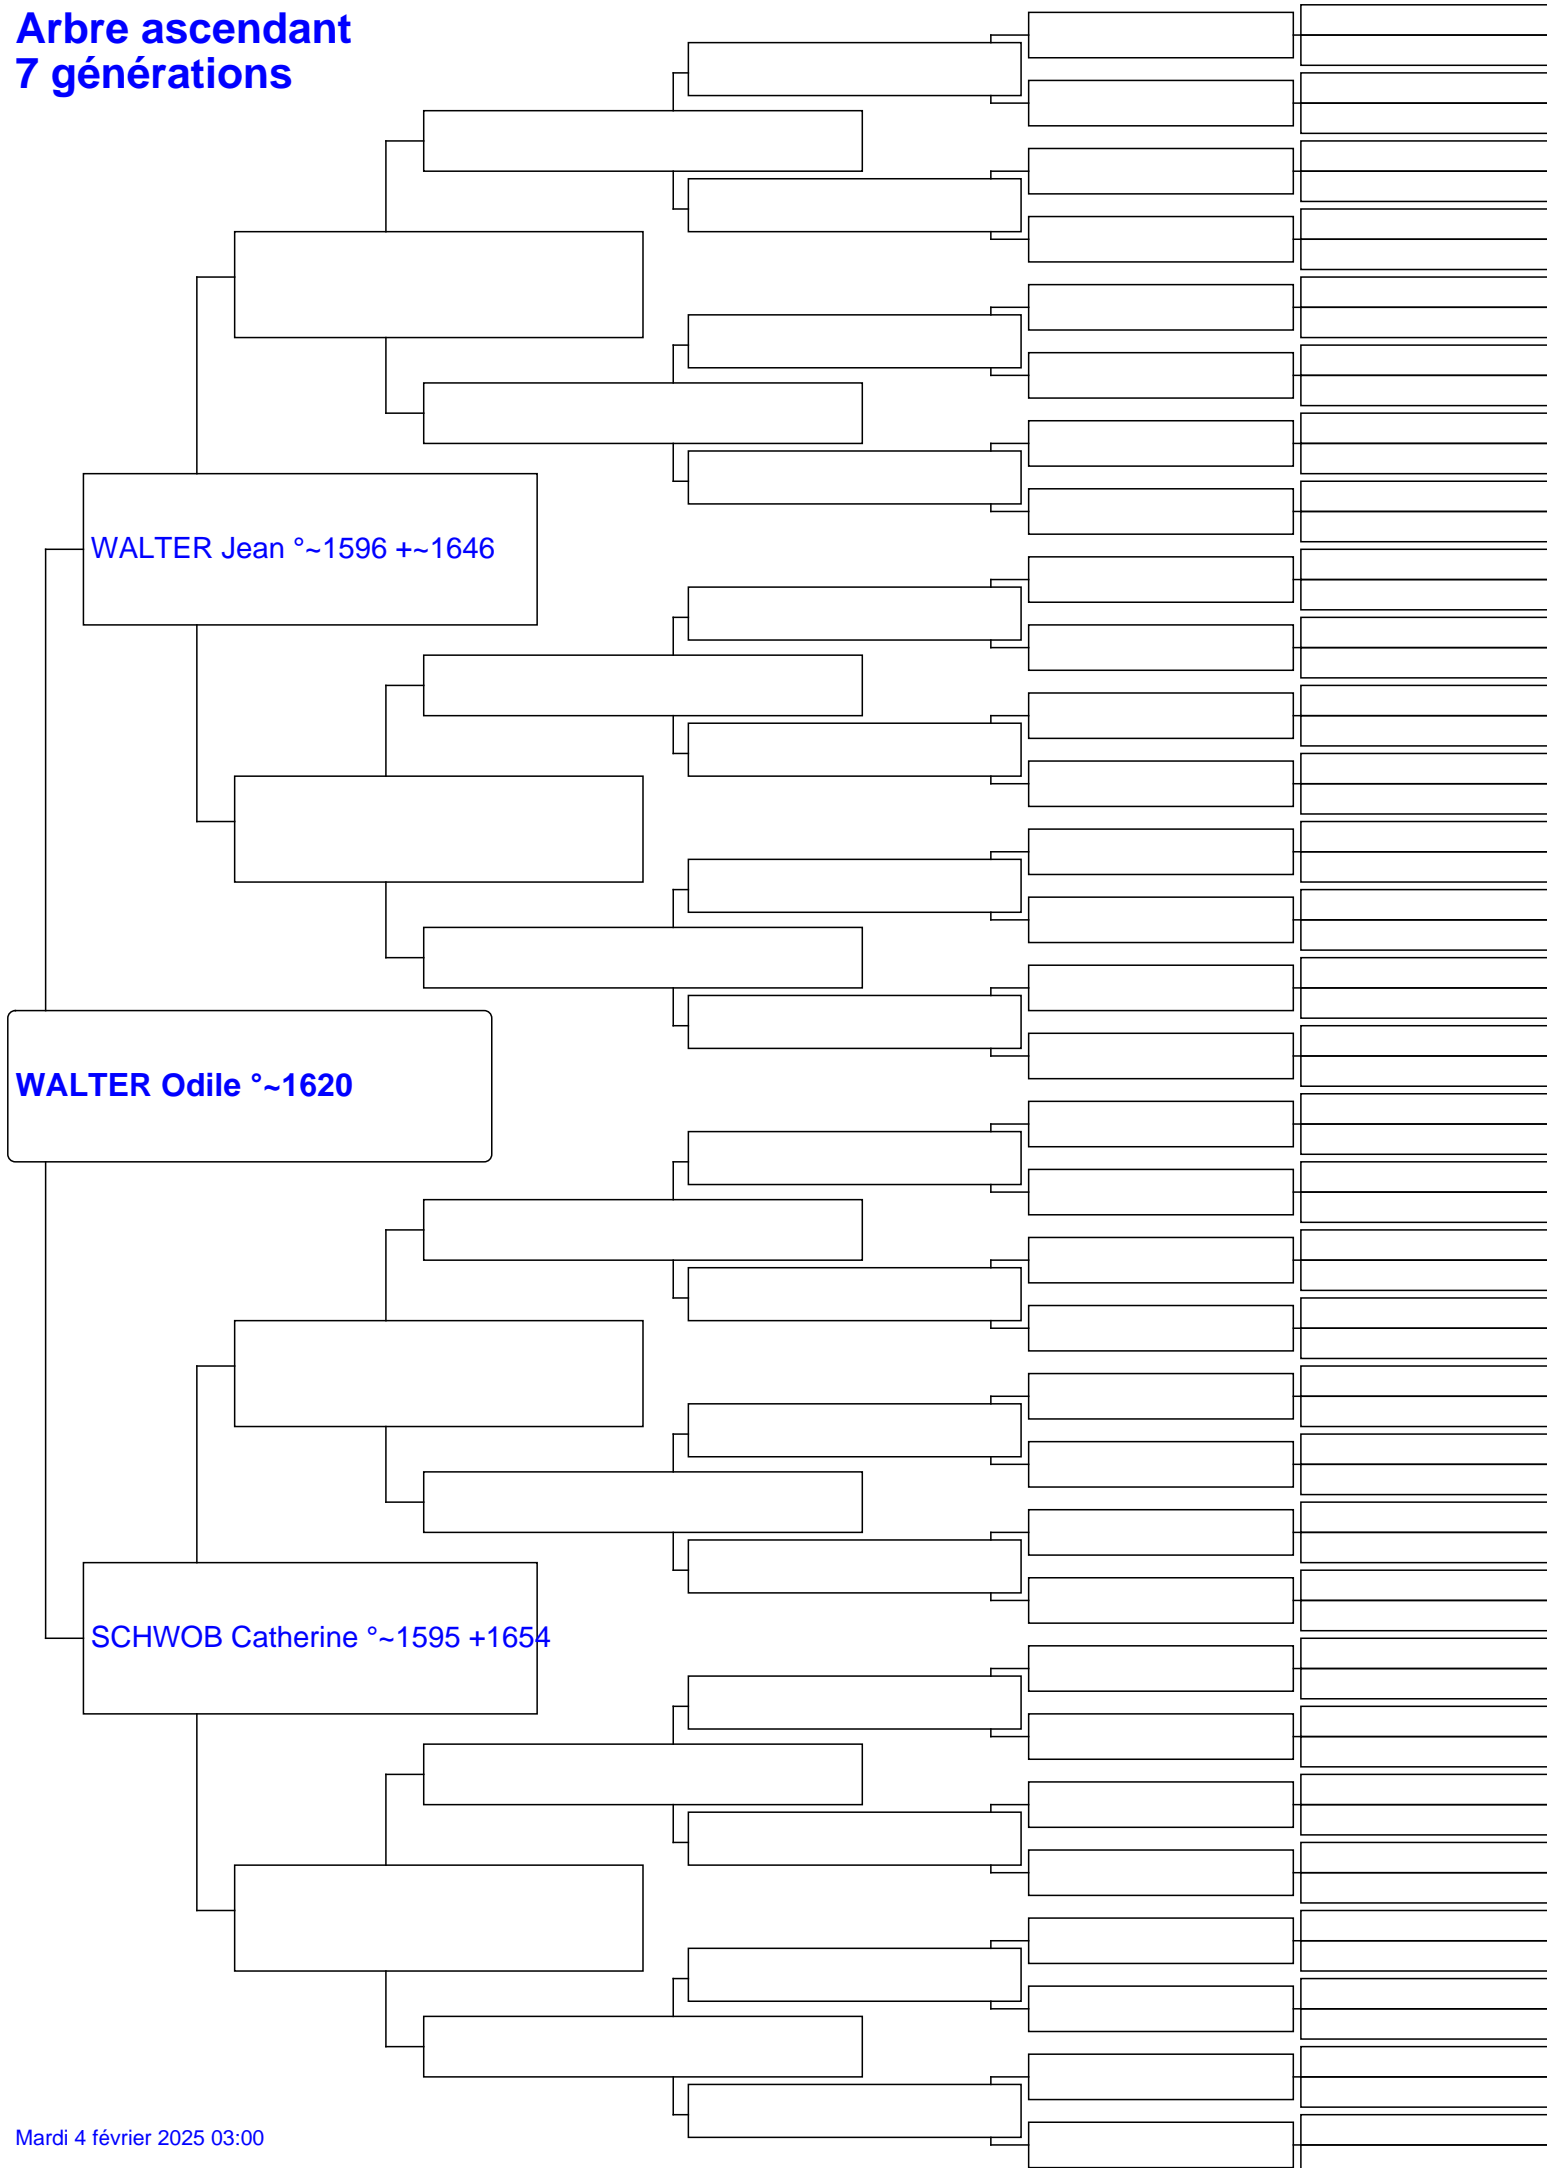 Arbre ascendant
7 générations
WALTER Jean °~1596 +~1646
WALTER Odile °~1620
SCHWOB Catherine °~1595 +1654
Mardi 4 février 2025 03:00